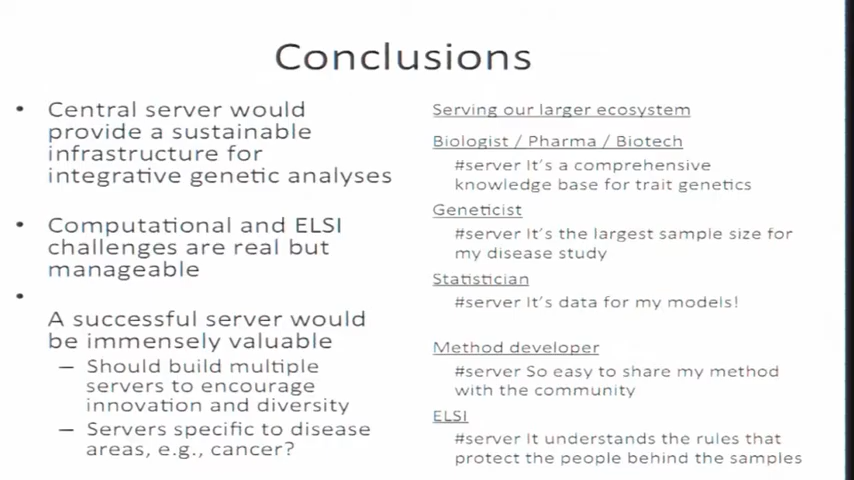 Conclusions
• Central server would
provide a sustainable
infrastructure for
integrative genetic analyses
• Computational and ELSI
challenges are real but
manageable
•
A successful server would
be immensely valuable
– Should build multiple
servers to encourage
innovation and diversity
– Servers specific to disease
areas, e.g., cancer?
Serving our larger ecosystem
Biologist / Pharma / Biotech
#server It's a comprehensive
knowledge base for trait genetics
Geneticist
#server It's the largest sample size for
my disease study
Statistician
#server It's data for my models!
Method developer
#server So easy to share my method
with the community
ELSI
#server It understands the rules that
protect the people behind the samples